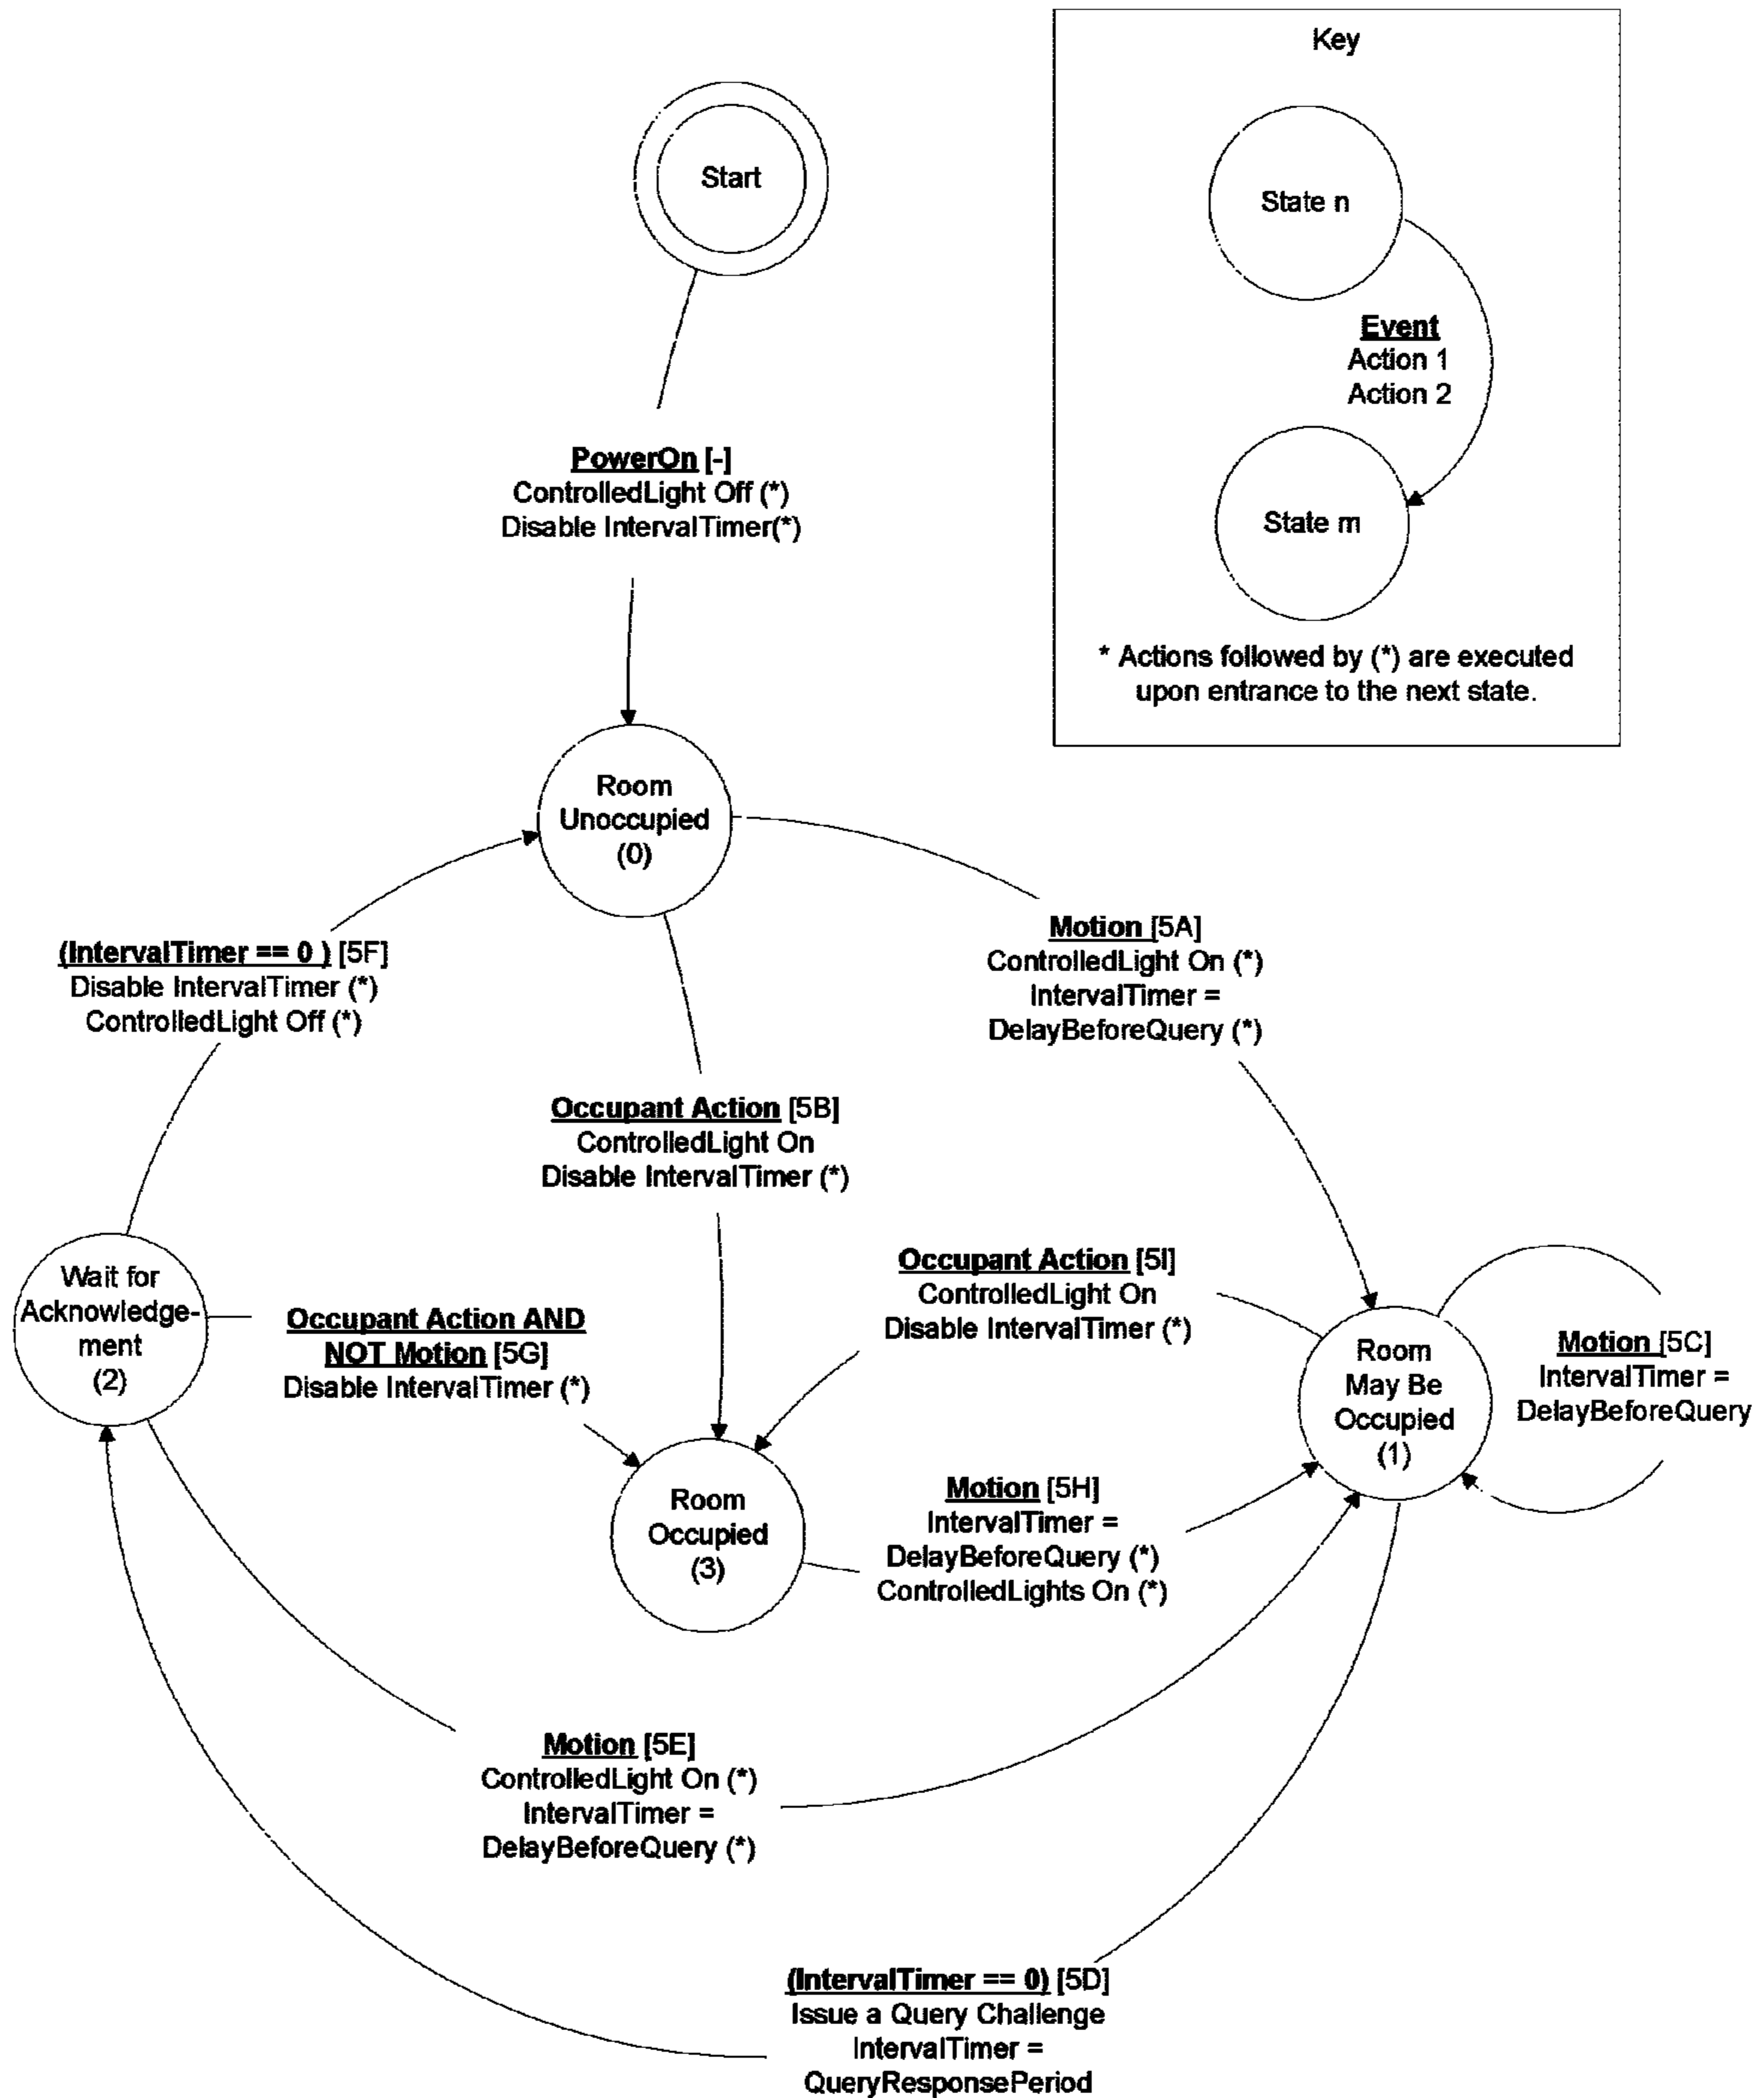 Key
Start
State n
Event
Action 1
Action 2
State m
* Actions followed by (*) are executed
upon entrance to the next state.
PowerOn [-]
ControlledLight Off (*)
Disable IntervalTimer(*)
Room
Unoccupied
(0)
(IntervalTimer == 0 ) [5F]
Disable IntervalTimer (*)
ControlledLight Off (*)
Motion [5A]
ControlledLight On (*)
IntervalTimer =
DelayBeforeQuery (*)
Occupant Action [5B]
ControlledLight On
Disable IntervalTimer (*)
Wait for
Acknowledge-
ment
(2)
Occupant Action AND
NOT Motion [5G]
Disable IntervalTimer (*)
Occupant Action [5I]
ControlledLight On
Disable IntervalTimer (*)
Room
May Be
Occupied
(1)
Motion [5C]
IntervalTimer =
DelayBeforeQuery
Room
Occupied
(3)
Motion [5H]
IntervalTimer =
DelayBeforeQuery (*)
ControlledLights On (*)
Motion [5E]
ControlledLight On (*)
IntervalTimer =
DelayBeforeQuery (*)
(IntervalTimer == 0) [5D]
Issue a Query Challenge
IntervalTimer =
QueryResponsePeriod